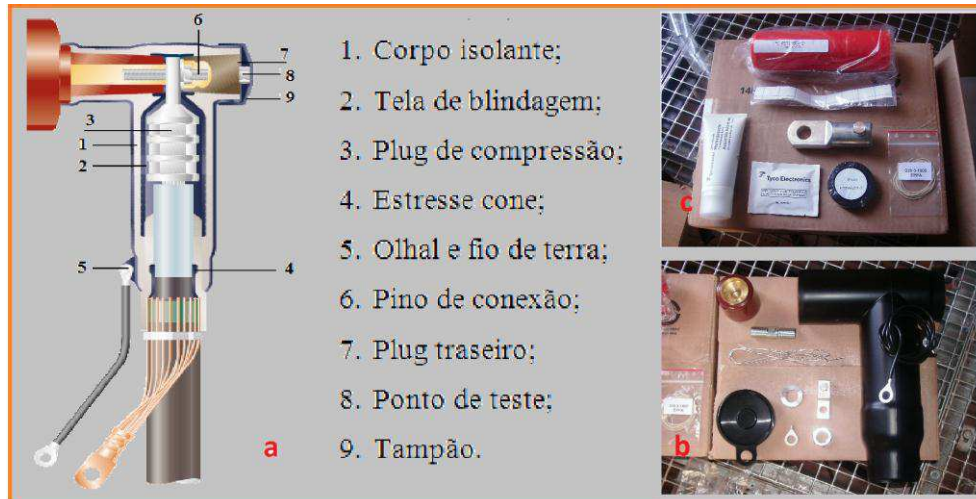 6
7
8
9
3
1
2
5
4
a
1. Corpo isolante;
2. Tela de blindagem;
3. Plug de compressão;
4. Estresse cone;
5. Olhal e fio de terra;
6. Pino de conexão;
7. Plug traseiro;
8. Ponto de teste;
9. Tampão.
c
Tyco Electronics
b